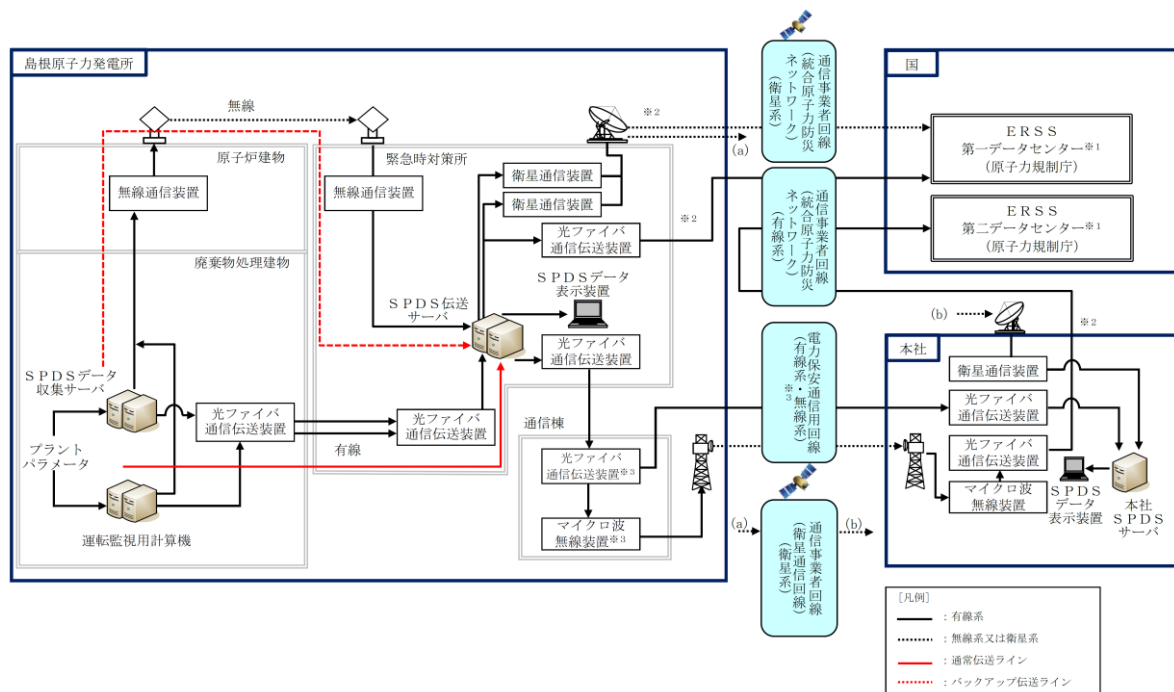 島根原子力発電所
無線
原子炉建物
無線通信装置
廃棄物処理建物
SPDSデータ
収集サーバ
プラント
パラメータ
運転監視用計算機
光ファイバ
通信伝送装置
有線
緊急時対策所
無線通信装置
SPDS伝送
サーバ
光ファイバ
通信伝送装置
衛星通信装置
衛星通信装置
光ファイバ
通信伝送装置
SPDSデータ
表示装置
光ファイバ
通信伝送装置
通信棟
光ファイバ
通信伝送装置※3
マイクロ波
無線装置※3
※2
(a)
※2
通信事業者回線
(統合原子力防災
ネットワーク)
(衛星系)
通信事業者回線
(統合原子力防災
ネットワーク)
(有線系)
電力保安通信用回線
(有線系・無線系)
※3
(a)
通信事業者回線
(衛星通信回線)
(衛星系)
(b)
国
ERSS
第一データセンター※1
(原子力規制庁)
ERSS
第二データセンター※1
(原子力規制庁)
(b)
※2
本社
衛星通信装置
光ファイバ
通信伝送装置
光ファイバ
通信伝送装置
マイクロ波
無線装置
SPDS
データ
表示装置
本社
SPDS
サーバ
[凡例]
:有線系
:無線系又は衛星系
:通常伝送ライン
:バックアップ伝送ライン